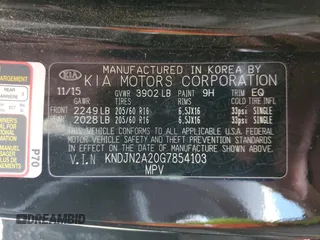 MANUFACTURED IN KOREA BY
KIA KIA MOTORS CORPORATION
11/15 GVWR 3902 LB PAINT 9H TRIM EQ
GAWR TIRE RIM COLD TIRE
FRONT 2249 LB 205/60 R16 6.5JX16 33psi SINGLE
REAR 2028 LB 205/60 R16 6.5JX16 33psi SINGLE
THIS VEHICLE CONFORMS TO ALL APPLICABLE U.S.A. FEDERAL
MOTOR VEHICLE SAFETY, BUMPER, AND THEFT PREVENTION
STANDARDS IN EFFECT ON THE DATE OF MANUFACTURE
SHOWN ABOVE.
V.I.N KNDJN2A20G7854103
MPV
P70
DREAMBID